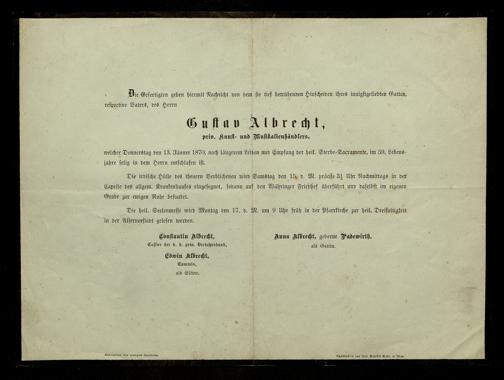 Die Gefertigten geben hiermit Nachricht von dem sie tief betrübenden Hinscheiden ihres innigstgeliebten Gatten,
respective Vaters, des Herrn
Gustav Albrecht,
priv. Kunst- und Musikalienhändlers,
welcher Donnerstag den 13. Jänner 1870, nach längerem Leiden und Empfang der heil. Sterbe-Sacramente, im 59. Lebens-
jahre selig in dem Herrn entschlafen ist.
Die irdische Hülle des theuern Verblichenen wird Samstag den 15. d. M. präcise 3½ Uhr Nachmittags in der
Capelle des allgem. Krankenhauses eingesegnet, sodann auf den Währinger Friedhof überführt und daselbst im eigenen
Grabe zur ewigen Ruhe bestattet.
Die heil. Seelenmesse wird Montag den 17. d. M. um 9 Uhr früh in der Pfarrkirche zur heil. Dreifaltigkeit
in der Alservorstadt gelesen werden.
Constantin Albrecht,
Cassier der k. k. priv.
Edwin Albrecht,
Commis,
als Söhne.
Anna Albrecht, geborne Padewieth,
als Gattin.